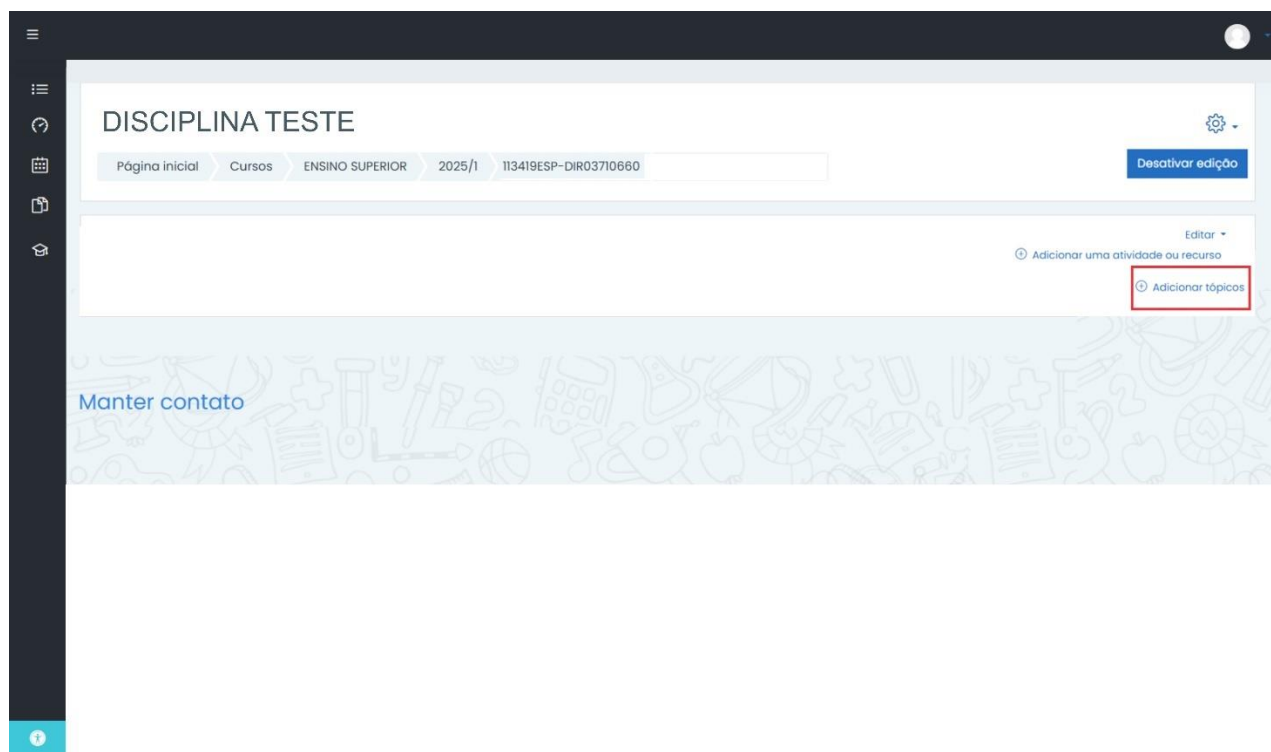 DISCIPLINA TESTE
Página inicial Cursos ENSINO SUPERIOR 2025/1 113419ESP-DIR03710660
Desativar edição
Editar
Adicionar uma atividade ou recurso
Adicionar tópicos
Manter contato